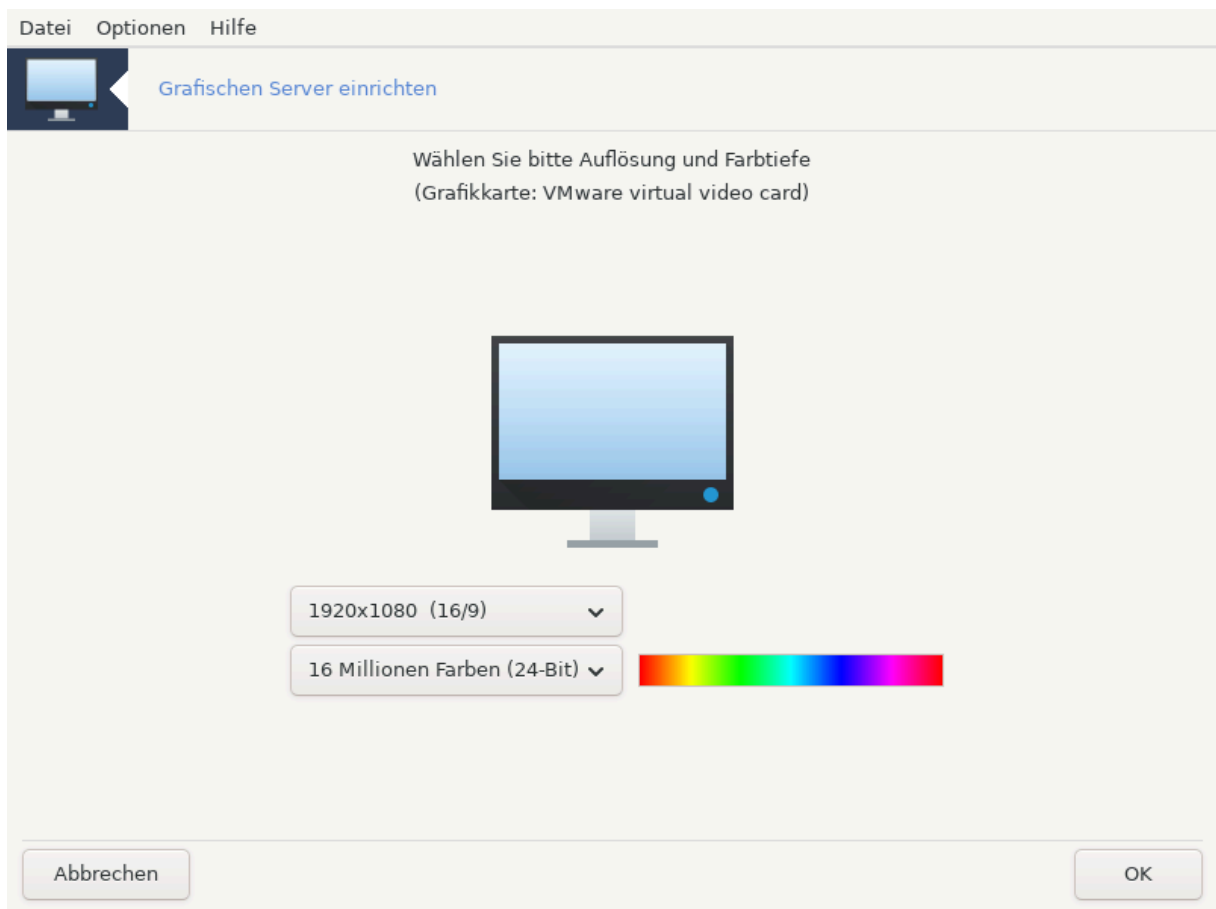 Datei Optionen Hilfe
Grafischen Server einrichten
Wählen Sie bitte Auflösung und Farbtiefe
(Grafikkarte: VMware virtual video card)
1920x1080 (16/9)
16 Millionen Farben (24-Bit)
Abbrechen OK